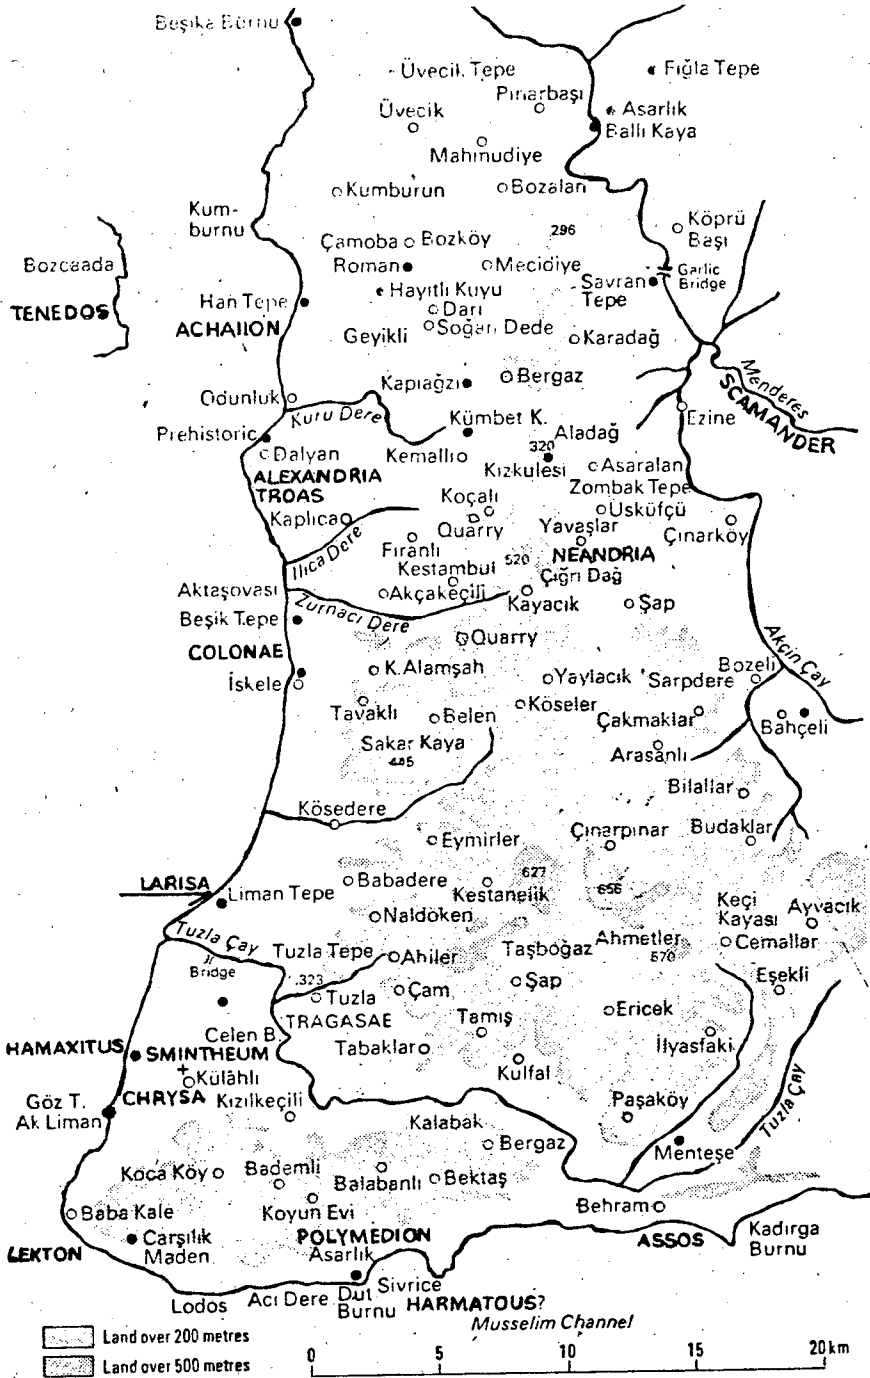 Beşika Burnu
Üvecik Tepe
Fığla Tepe
Pınarbaşı
Üvecik
Asarlık
Ballı Kaya
Mahmudiye
Kumburun
Bozalan
Kum-
burnu
Köprü
Başı
Çamoba
Bozköy
296
Bozcaada
Roman
Mecidiye
Garlic
Bridge
Savran
Tepe
TENEDOS
Han Tepe
Hayıtlı Kuyu
Darı
ACHAIION
Geyikli
Soğan Dede
Karadağ
Kapıağzı
Bergaz
Menderes
SCAMANDER
Odunluk
Kuru Dere
Kümbet K.
Ezine
Prehistoric
Aladağ
320
Dalyan
Kemallıo
Kızkulesi
Asaralan
ALEXANDRIA
TROAS
Zombak Tepe
Koçalı
Üsküfçü
Kaplıca
Quarry
Yavaşlar
Çınarköy
Ilıca Dere
Fıranlı
NEANDRIA
Kestambul
520
Çığrı Dağ
Aktaşovası
Akçakeçili
Kayacık
Şap
Zurnacı Dere
Beşik Tepe
Quarry
Akçin Çay
COLONAE
K. Alamşah
Yaylacık
Sarpdere
Bozeli
İskele
Tavaklı
Belen
Köseler
Çakmaklar
Bahçeli
Sakar Kaya
445
Arasanlı
Bilallar
Kösedere
Eymirler
Çınarpınar
Budaklar
LARISA
Liman Tepe
Babadere
Kestanelik
627
656
Keçi
Kayası
Ayvacık
Naldöken
Tuzla Çay
Tuzla Tepe
Ahiler
Taşboğaz
Ahmetler
570
Cemallar
Bridge
323
Tuzla
Çam
Şap
Eşekli
Celen B.
TRAGASAE
Tamış
Ericek
HAMAXITUS
SMINTHEUM
Tabaklar
Kulfal
İlyasfakı
Külâhlı
Göz T.
Ak Liman
CHRYSA
Kızılkeçili
Paşaköy
Tuzla Çay
Kalabak
Bergaz
Menteşe
Koca Köy
Bademli
Balabanlı
Bektaş
Baba Kale
Koyun Evi
Behram
LEKTON
Çarşılık
Maden
POLYMEDION
Asarlık
ASSOS
Kadırga
Burnu
Lodos
Acı Dere
Dut
Burnu
Sivrice
HARMATOUS?
Musselim Channel
Land over 200 metres
Land over 500 metres
0 5 10 15 20 km